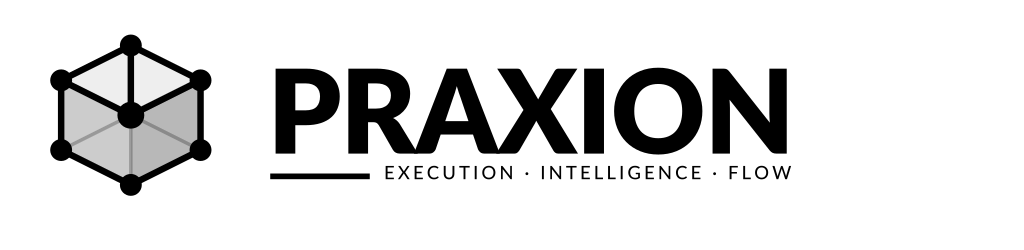 PRAXION
EXECUTION · INTELLIGENCE · FLOW